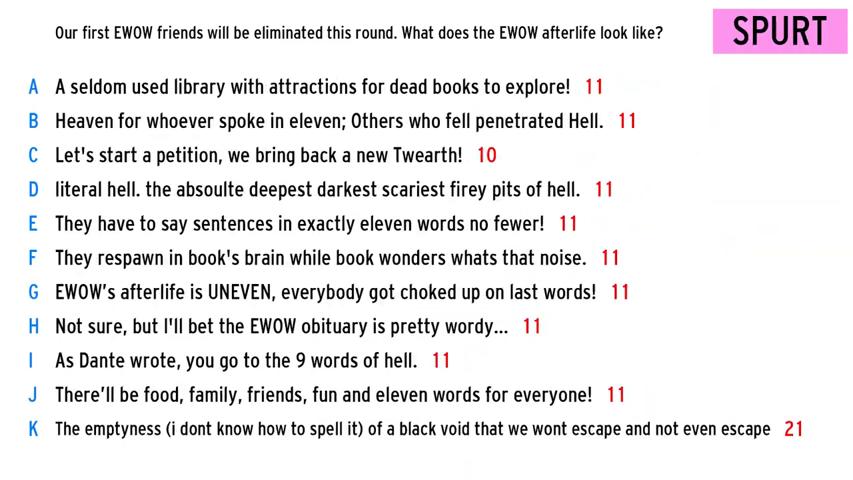 Our first EWOW friends will be eliminated this round. What does the EWOW afterlife look like?
SPURT
A A seldom used library with attractions for dead books to explore! 11
B Heaven for whoever spoke in eleven; Others who fell penetrated Hell. 11
C Let's start a petition, we bring back a new Twearth! 10
D literal hell. the absoulte deepest darkest scariest firey pits of hell. 11
E They have to say sentences in exactly eleven words no fewer! 11
F They respawn in book's brain while book wonders whats that noise. 11
G EWOW's afterlife is UNEVEN, everybody got choked up on last words! 11
H Not sure, but I'll bet the EWOW obituary is pretty wordy... 11
I As Dante wrote, you go to the 9 words of hell. 11
J There'll be food, family, friends, fun and eleven words for everyone! 11
K The emptyness (i dont know how to spell it) of a black void that we wont escape and not even escape 21